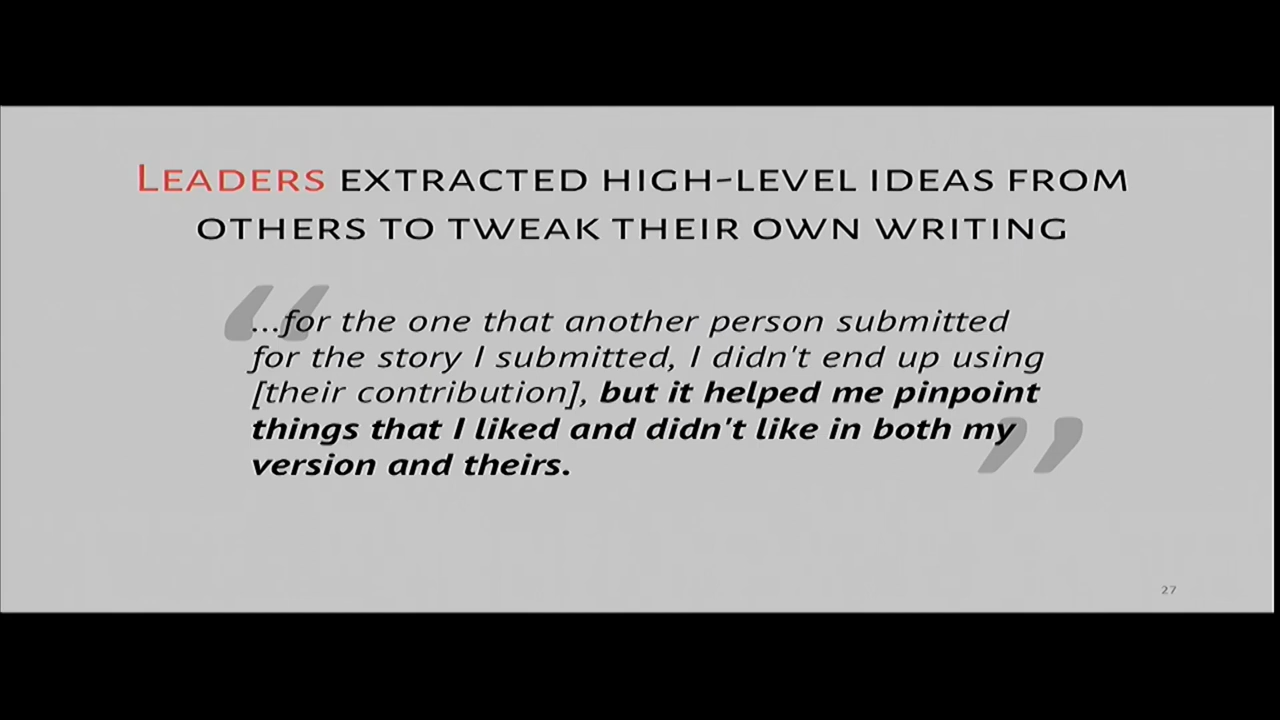 LEADERS EXTRACTED HIGH-LEVEL IDEAS FROM
OTHERS TO TWEAK THEIR OWN WRITING
“...for the one that another person submitted
for the story I submitted, I didn't end up using
[their contribution], but it helped me pinpoint
things that I liked and didn't like in both my
version and theirs.”
27